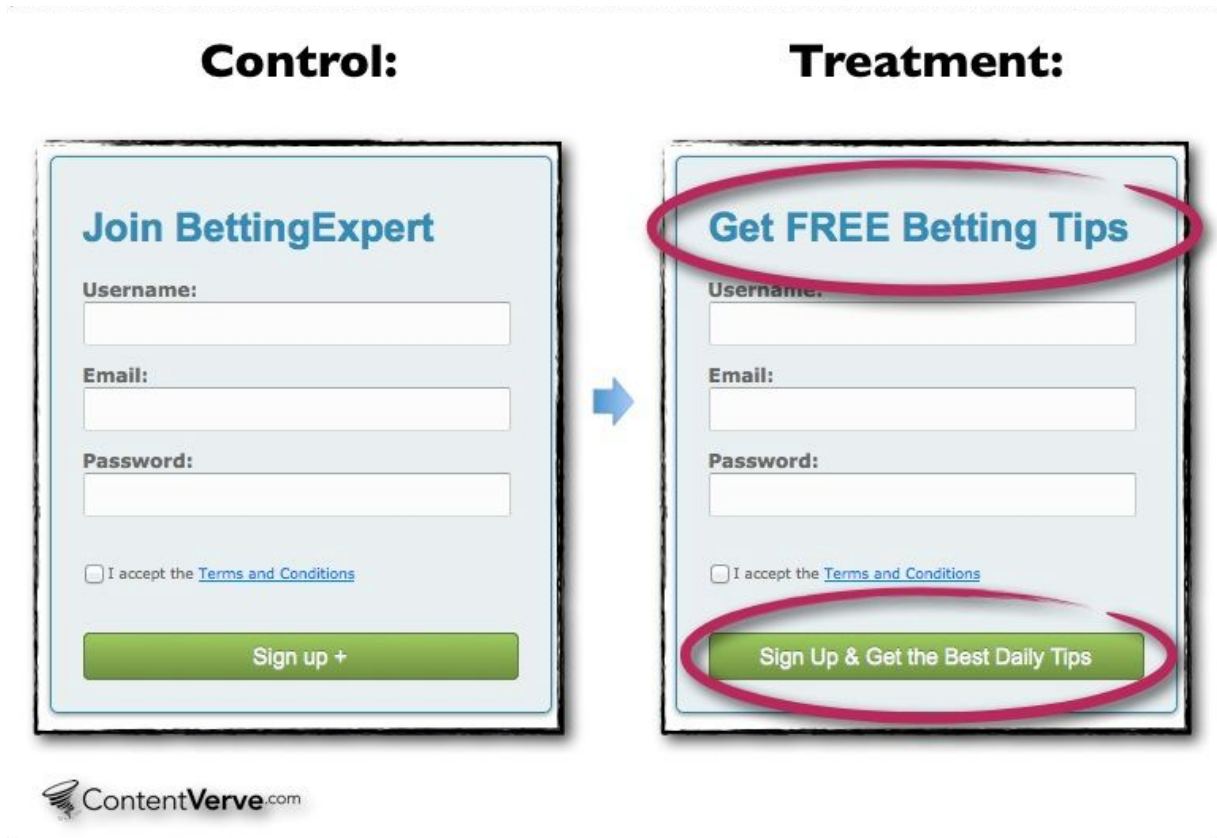 Control:
Treatment:
Join BettingExpert
Username:
Email:
Password:
I accept the Terms and Conditions
Sign up +
Get FREE Betting Tips
Username:
Email:
Password:
I accept the Terms and Conditions
Sign Up & Get the Best Daily Tips
ContentVerve.com